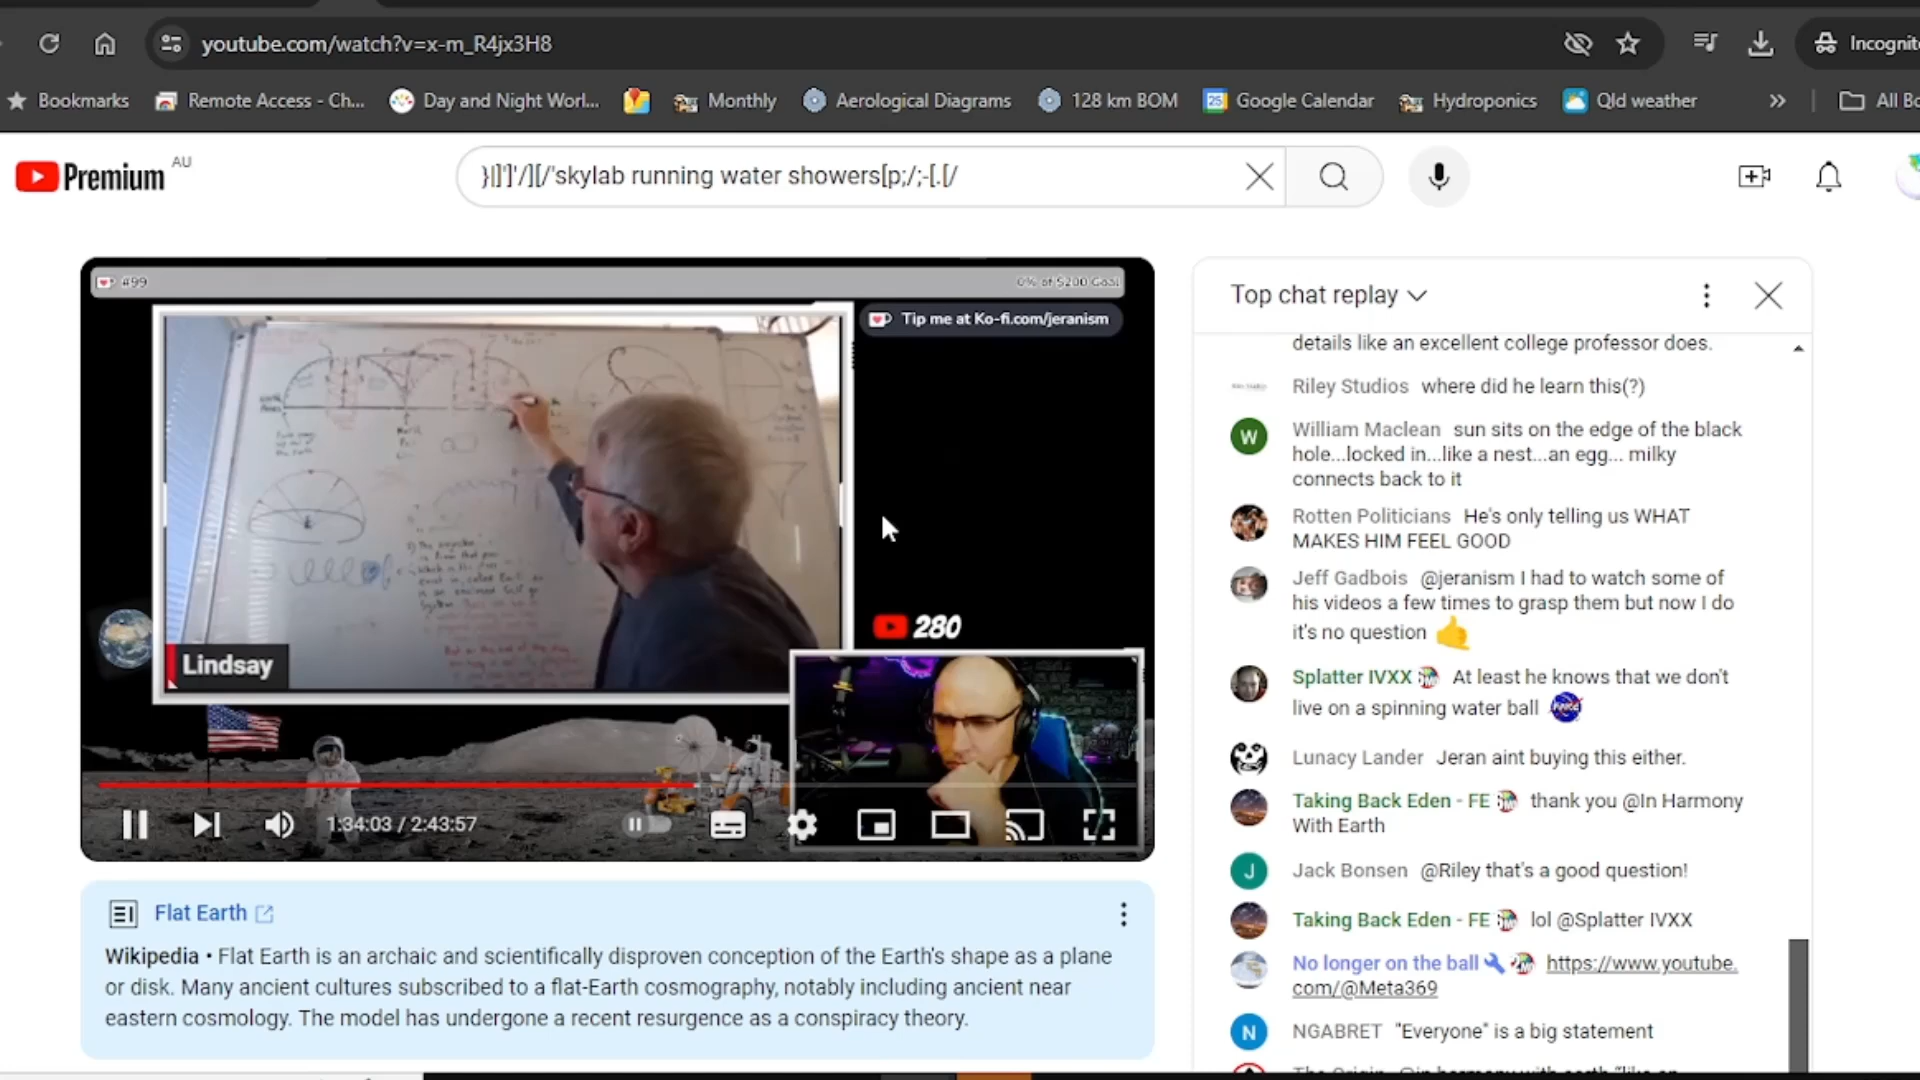 youtube.com/watch?v=x-m_R4jx3H8
Incognit
Bookmarks
Remote Access - Ch...
Day and Night Worl...
Monthly
Aerological Diagrams
128 km BOM
Google Calendar
Hydroponics
Qld weather
All Bo
Premium AU
}|]']'/][/'skylab running water showers[p;/;-[.[/
#99
0% of $200 Goal
Tip me at Ko-fi.com/jeranism
280
Lindsay
1:34:03 / 2:43:57
Flat Earth
Wikipedia • Flat Earth is an archaic and scientifically disproven conception of the Earth's shape as a plane
or disk. Many ancient cultures subscribed to a flat-Earth cosmography, notably including ancient near
eastern cosmology. The model has undergone a recent resurgence as a conspiracy theory.
Top chat replay
details like an excellent college professor does.
Riley Studios where did he learn this(?)
William Maclean sun sits on the edge of the black
hole...locked in...like a nest...an egg... milky
connects back to it
Rotten Politicians He's only telling us WHAT
MAKES HIM FEEL GOOD
Jeff Gadbois @jeranism I had to watch some of
his videos a few times to grasp them but now I do
it's no question
Splatter IVXX At least he knows that we don't
live on a spinning water ball
Lunacy Lander Jeran aint buying this either.
Taking Back Eden - FE thank you @In Harmony
With Earth
Jack Bonsen @Riley that's a good question!
Taking Back Eden - FE lol @Splatter IVXX
No longer on the ball https://www.youtube.
com/@Meta369
NGABRET "Everyone" is a big statement